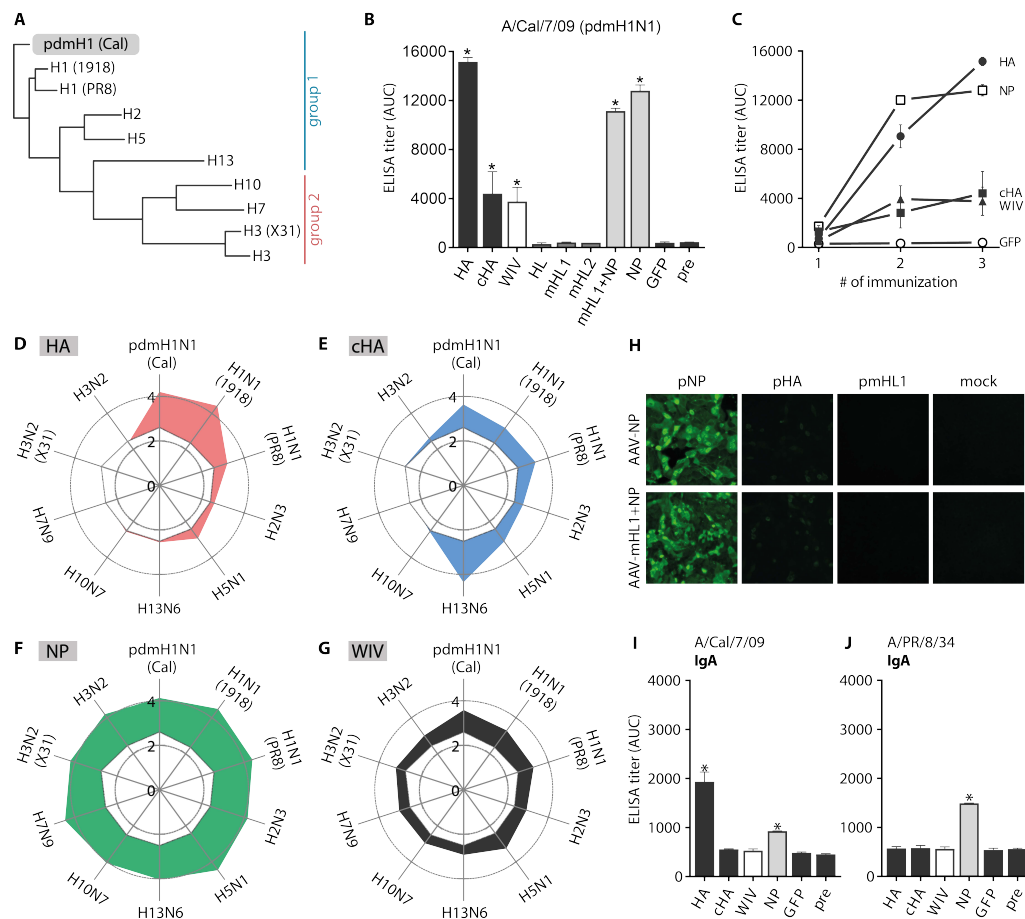 A
pdmH1 (Cal)
H1 (1918)
H1 (PR8)
H2
H5
H13
H10
H7
H3 (X31)
H3
group 1
group 2
B
A/Cal/7/09 (pdmH1N1)
ELISA titer (AUC)
16000
12000
8000
4000
0
* * * * *
HA
cHA
WIV
HL
mHL1
mHL2
mHL1+NP
NP
GFP
pre
C
ELISA titer (AUC)
16000
12000
8000
4000
0
HA
NP
cHA
WIV
GFP
1 2 3
# of immunization
D HA
pdmH1N1
(Cal)
H1N1
(1918)
H1N1
(PR8)
H2N3
H5N1
H13N6
H10N7
H7N9
H3N2
(X31)
H3N2
4
2
0
E cHA
pdmH1N1
(Cal)
H1N1
(1918)
H1N1
(PR8)
H2N3
H5N1
H13N6
H10N7
H7N9
H3N2
(X31)
H3N2
4
2
0
F NP
pdmH1N1
(Cal)
H1N1
(1918)
H1N1
(PR8)
H2N3
H5N1
H13N6
H10N7
H7N9
H3N2
(X31)
H3N2
4
2
0
G WIV
pdmH1N1
(Cal)
H1N1
(1918)
H1N1
(PR8)
H2N3
H5N1
H13N6
H10N7
H7N9
H3N2
(X31)
H3N2
4
2
0
H
pNP pHA pmHL1 mock
AAV-NP
AAV-mHL1+NP
I
A/Cal/7/09
IgA
ELISA titer (AUC)
4000
3000
2000
1000
0
* *
HA
cHA
WIV
NP
GFP
pre
J
A/PR/8/34
IgA
4000
3000
2000
1000
0
*
HA
cHA
WIV
NP
GFP
pre